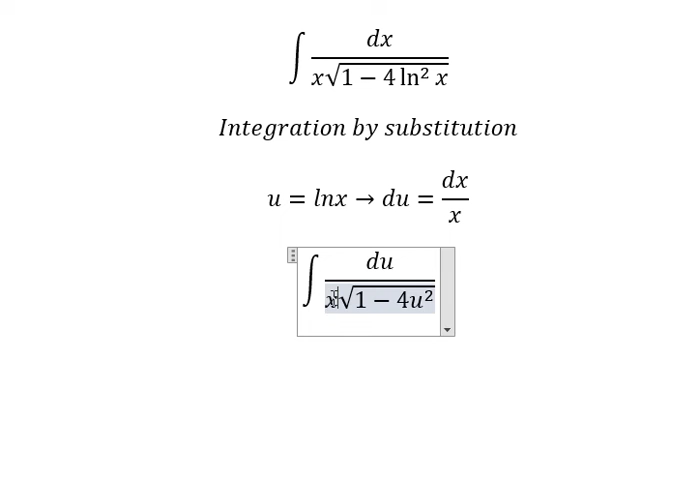 ∫ dx / (x√(1 − 4 ln² x))
Integration by substitution
u = lnx → du = dx / x
∫ du / (x√(1 − 4u²))